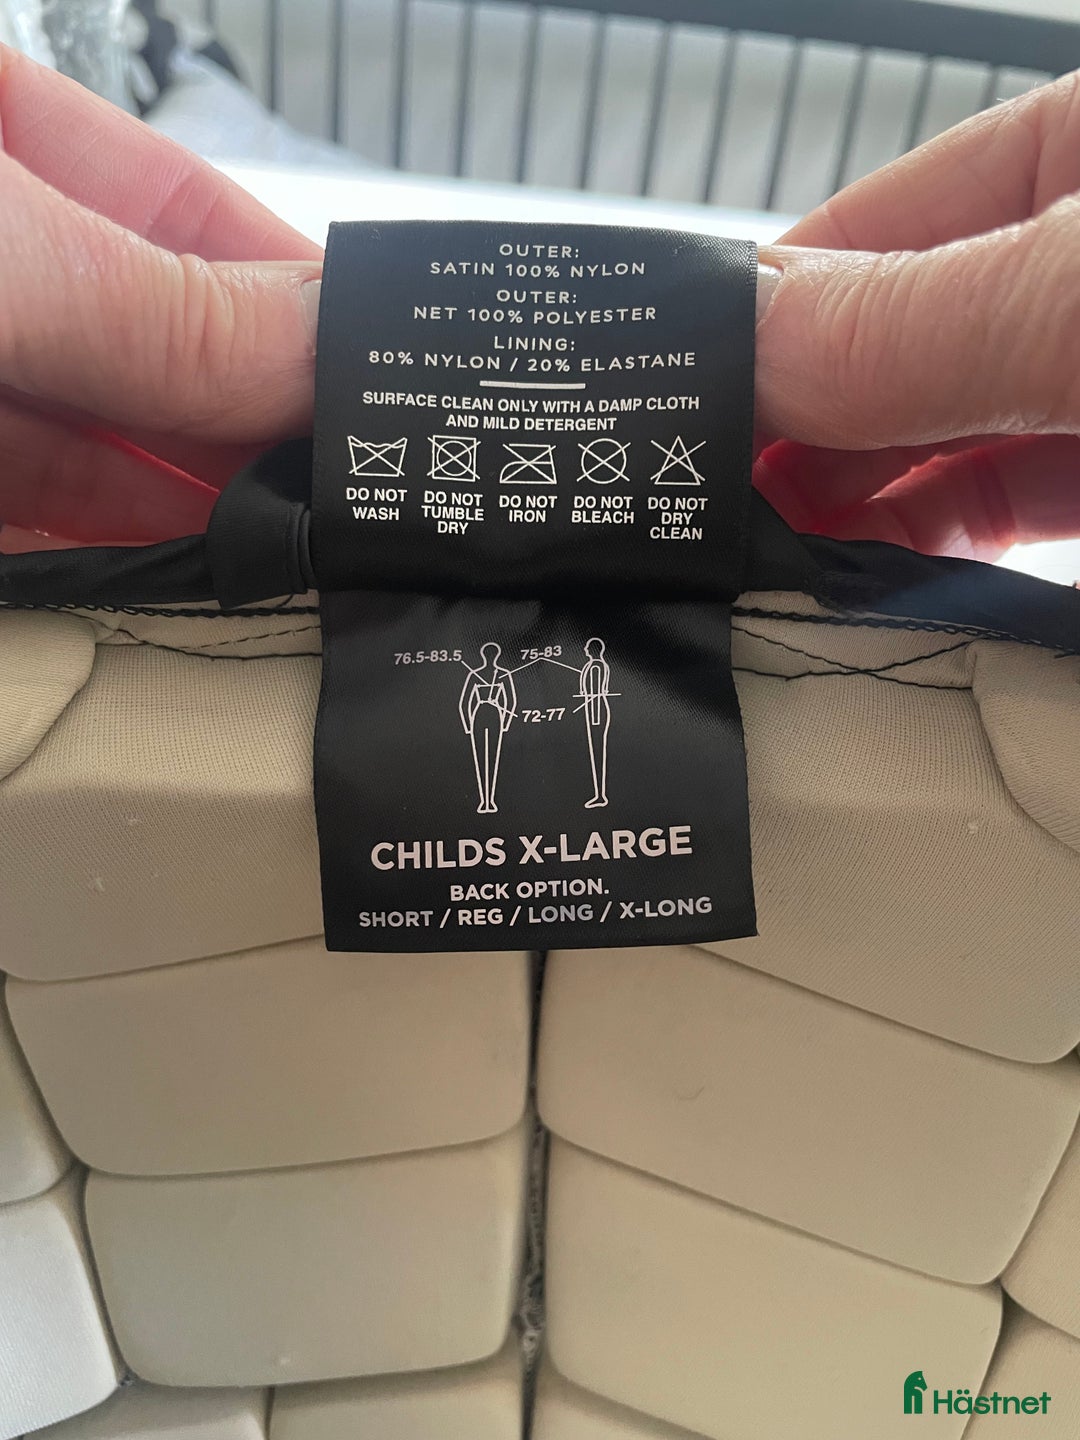 OUTER:
SATIN 100% NYLON
OUTER:
NET 100% POLYESTER
LINING:
80% NYLON / 20% ELASTANE
SURFACE CLEAN ONLY WITH A DAMP CLOTH
AND MILD DETERGENT
DO NOT WASH
DO NOT TUMBLE DRY
DO NOT IRON
DO NOT BLEACH
DO NOT DRY CLEAN
76.5-83.5
75-83
72-77
CHILDS X-LARGE
BACK OPTION.
SHORT / REG / LONG / X-LONG
Hästnet